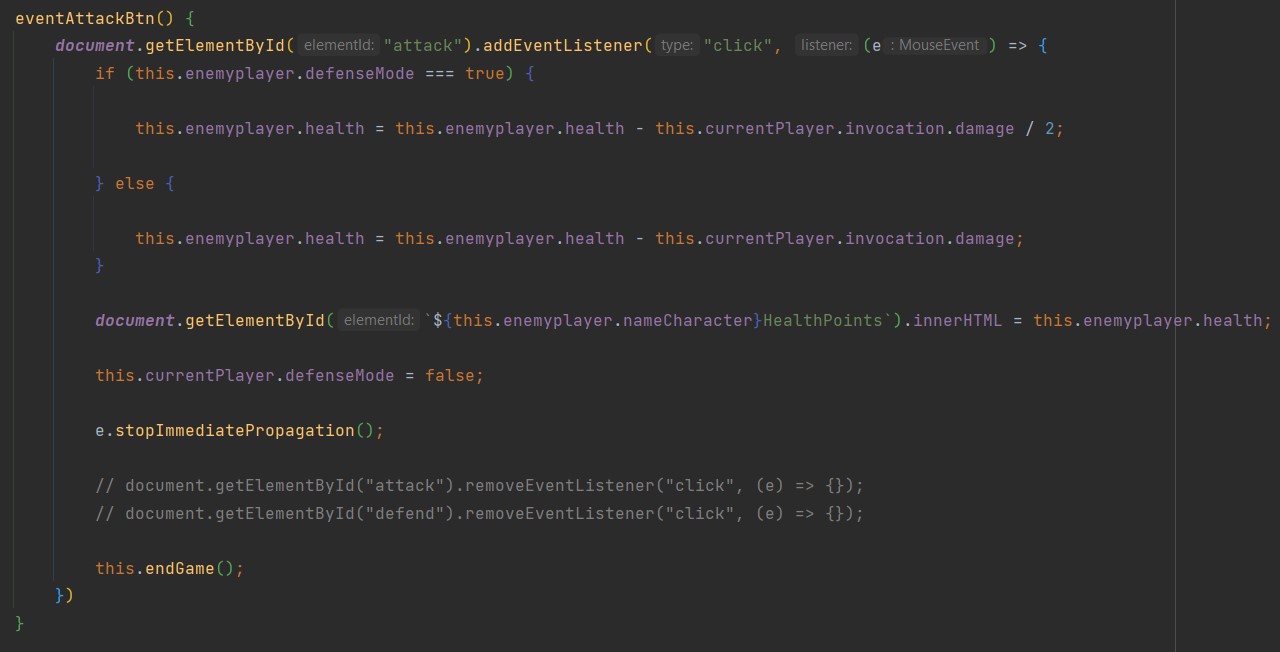 eventAttackBtn() {
document.getElementById( elementId: "attack").addEventListener( type: "click", listener: (e : MouseEvent ) => {
if (this.enemyplayer.defenseMode === true) {
this.enemyplayer.health = this.enemyplayer.health - this.currentPlayer.invocation.damage / 2;
} else {
this.enemyplayer.health = this.enemyplayer.health - this.currentPlayer.invocation.damage;
}
document.getElementById( elementId: `${this.enemyplayer.nameCharacter}HealthPoints`).innerHTML = this.enemyplayer.health;
this.currentPlayer.defenseMode = false;
e.stopImmediatePropagation();
// document.getElementById("attack").removeEventListener("click", (e) => {});
// document.getElementById("defend").removeEventListener("click", (e) => {});
this.endGame();
})
}